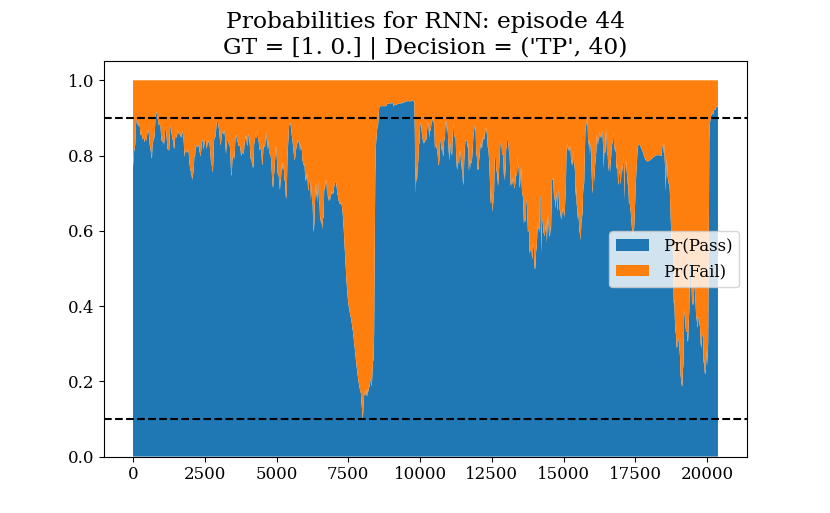 Probabilities for RNN: episode 44
GT = [1. 0.] | Decision = ('TP', 40)
1.0
0.8
0.6
0.4
0.2
0.0
Pr(Pass)
Pr(Fail)
0 2500 5000 7500 10000 12500 15000 17500 20000